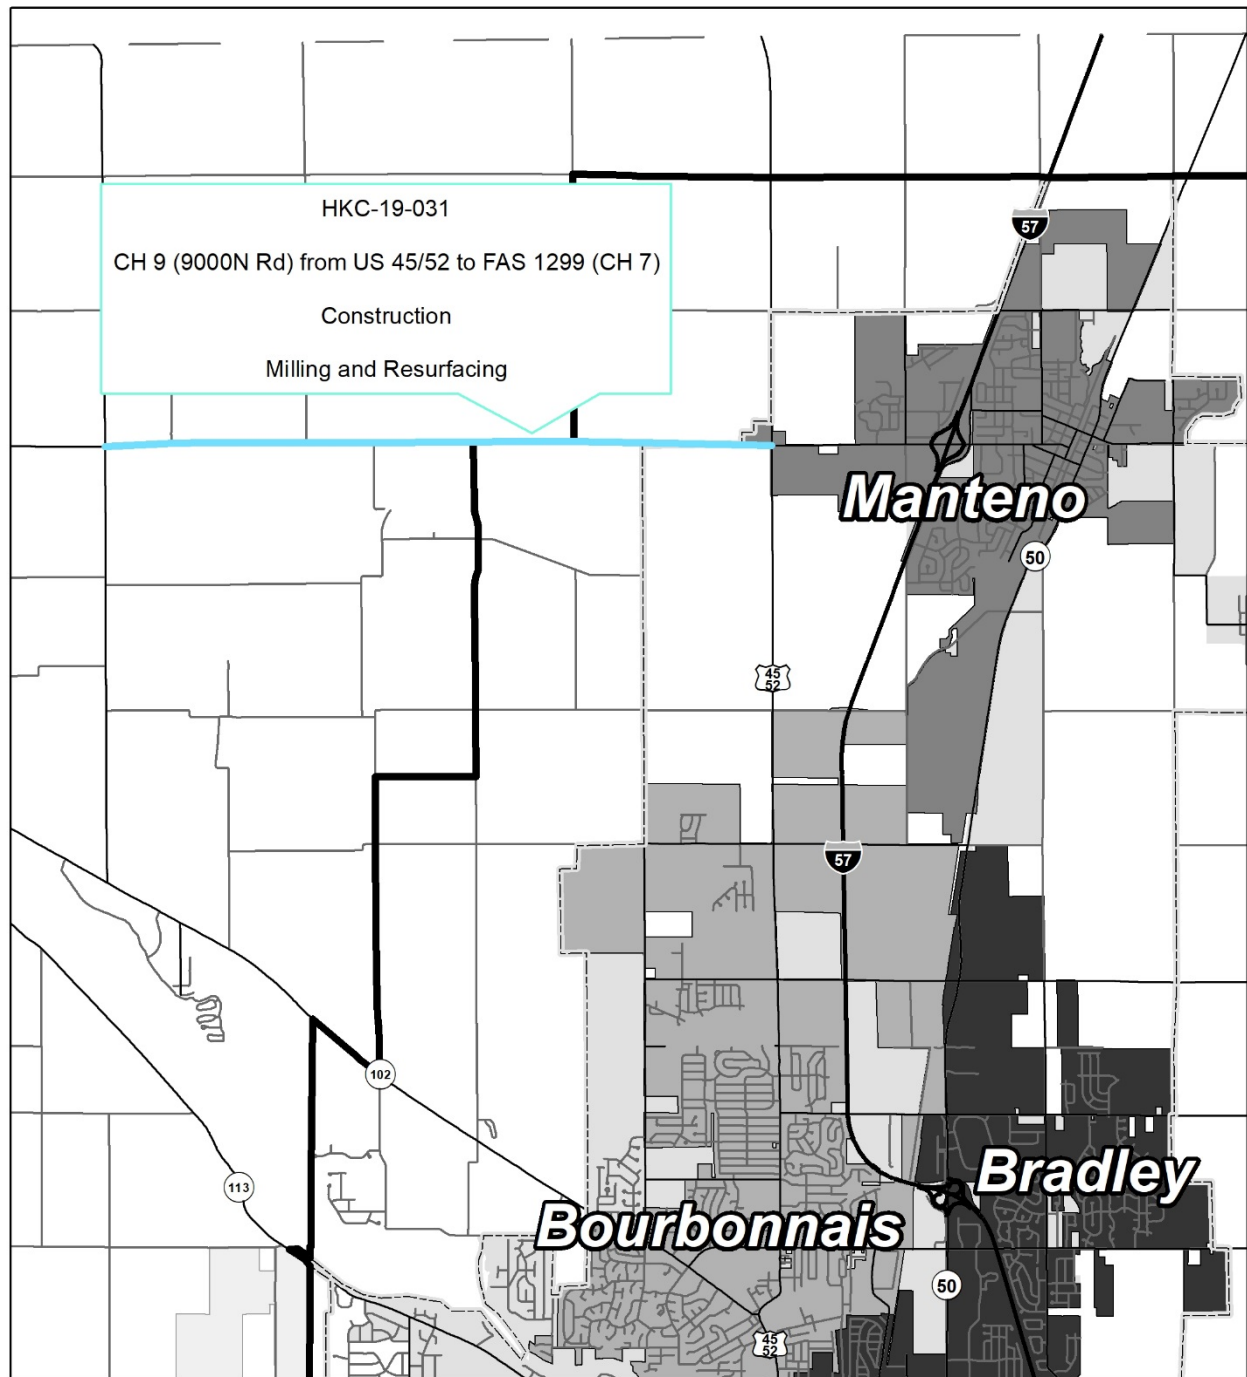 HKC-19-031
CH 9 (9000N Rd) from US 45/52 to FAS 1299 (CH 7)
Construction
Milling and Resurfacing
57
Manteno
50
45
52
57
102
113
Bradley
Bourbonnais
50
45
52